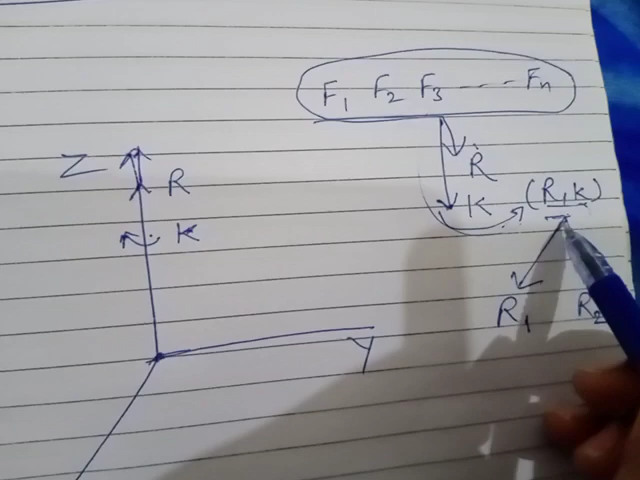 F₁ F₂ F₃ --- Fn
Z
R
R
K
K
(R,K)
R₁ R₂
Y